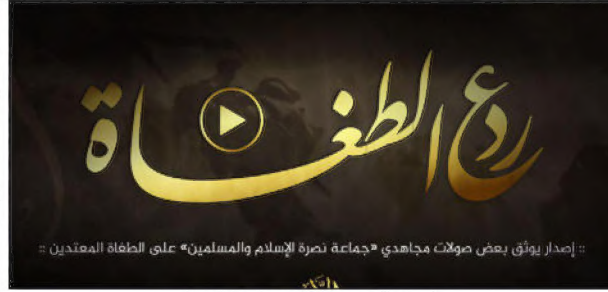 ردع الطغاة
:: إصدار يوثق بعض صولات مجاهدي «جماعة نصرة الإسلام والمسلمين» على الطغاة المعتدين ::